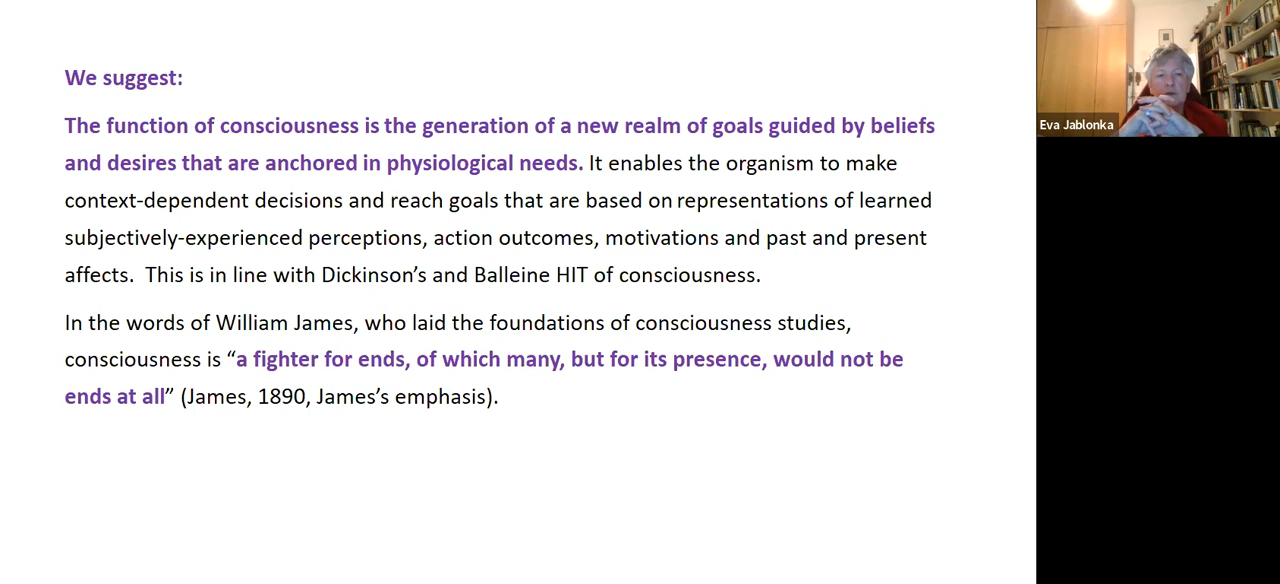 We suggest:
The function of consciousness is the generation of a new realm of goals guided by beliefs
and desires that are anchored in physiological needs. It enables the organism to make
context-dependent decisions and reach goals that are based on representations of learned
subjectively-experienced perceptions, action outcomes, motivations and past and present
affects. This is in line with Dickinson’s and Balleine HIT of consciousness.
In the words of William James, who laid the foundations of consciousness studies,
consciousness is “a fighter for ends, of which many, but for its presence, would not be
ends at all” (James, 1890, James’s emphasis).
Eva Jablonka